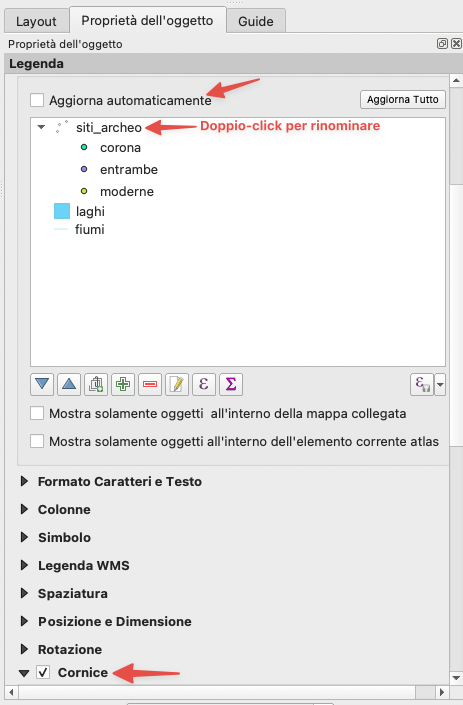 Layout
Proprietà dell'oggetto
Guide
Proprietà dell'oggetto
Legenda
Aggiorna automaticamente
Aggiorna Tutto
siti_archeo
Doppio-click per rinominare
corona
entrambe
moderne
laghi
fiumi
ε
Σ
ε
Mostra solamente oggetti all'interno della mappa collegata
Mostra solamente oggetti all'interno dell'elemento corrente atlas
Formato Caratteri e Testo
Colonne
Simbolo
Legenda WMS
Spaziatura
Posizione e Dimensione
Rotazione
Cornice